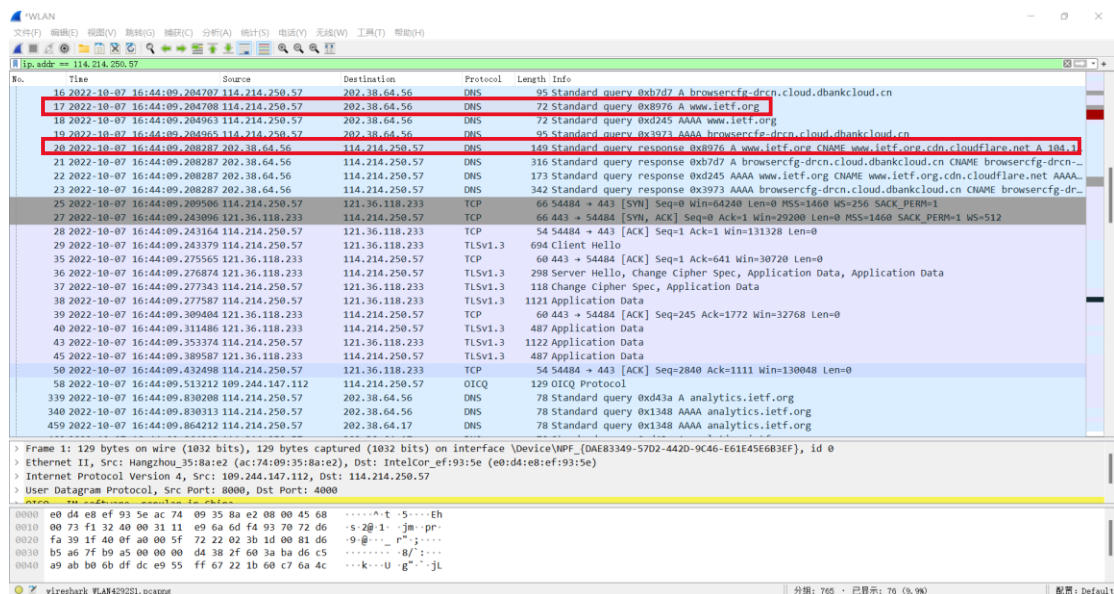 *WLAN
文件(F) 编辑(E) 视图(V) 跳转(G) 捕获(C) 分析(A) 统计(S) 电话(Y) 无线(W) 工具(T) 帮助(H)
ip.addr == 114.214.250.57
No. Time Source Destination Protocol Length Info
16 2022-10-07 16:44:09.204707 114.214.250.57 202.38.64.56 DNS 95 Standard query 0xb7d7 A browsercfg-drcn.cloud.dbankcloud.cn
17 2022-10-07 16:44:09.204708 114.214.250.57 202.38.64.56 DNS 72 Standard query 0x8976 A www.ietf.org
18 2022-10-07 16:44:09.204963 114.214.250.57 202.38.64.56 DNS 72 Standard query 0xd245 AAAA www.ietf.org
19 2022-10-07 16:44:09.204965 114.214.250.57 202.38.64.56 DNS 95 Standard query 0x3973 AAAA browsercfg-drcn.cloud.dbankcloud.cn
20 2022-10-07 16:44:09.208287 202.38.64.56 114.214.250.57 DNS 149 Standard query response 0x8976 A www.ietf.org CNAME www.ietf.org.cdn.cloudflare.net A 104.1
21 2022-10-07 16:44:09.208287 202.38.64.56 114.214.250.57 DNS 316 Standard query response 0xb7d7 A browsercfg-drcn.cloud.dbankcloud.cn CNAME browsercfg-drcn-…
22 2022-10-07 16:44:09.208287 202.38.64.56 114.214.250.57 DNS 173 Standard query response 0xd245 AAAA www.ietf.org CNAME www.ietf.org.cdn.cloudflare.net AAAA…
23 2022-10-07 16:44:09.208287 202.38.64.56 114.214.250.57 DNS 342 Standard query response 0x3973 AAAA browsercfg-drcn.cloud.dbankcloud.cn CNAME browsercfg-dr…
25 2022-10-07 16:44:09.209506 114.214.250.57 121.36.118.233 TCP 66 54484 → 443 [SYN] Seq=0 Win=64240 Len=0 MSS=1460 WS=256 SACK_PERM=1
27 2022-10-07 16:44:09.243096 121.36.118.233 114.214.250.57 TCP 66 443 → 54484 [SYN, ACK] Seq=0 Ack=1 Win=29200 Len=0 MSS=1460 SACK_PERM=1 WS=512
28 2022-10-07 16:44:09.243164 114.214.250.57 121.36.118.233 TCP 54 54484 → 443 [ACK] Seq=1 Ack=1 Win=131328 Len=0
29 2022-10-07 16:44:09.243379 114.214.250.57 121.36.118.233 TLSv1.3 694 Client Hello
35 2022-10-07 16:44:09.275565 121.36.118.233 114.214.250.57 TCP 60 443 → 54484 [ACK] Seq=1 Ack=641 Win=30720 Len=0
36 2022-10-07 16:44:09.276874 121.36.118.233 114.214.250.57 TLSv1.3 298 Server Hello, Change Cipher Spec, Application Data, Application Data
37 2022-10-07 16:44:09.277343 114.214.250.57 121.36.118.233 TLSv1.3 118 Change Cipher Spec, Application Data
38 2022-10-07 16:44:09.277587 114.214.250.57 121.36.118.233 TLSv1.3 1121 Application Data
39 2022-10-07 16:44:09.309404 121.36.118.233 114.214.250.57 TCP 60 443 → 54484 [ACK] Seq=245 Ack=1772 Win=32768 Len=0
40 2022-10-07 16:44:09.311486 121.36.118.233 114.214.250.57 TLSv1.3 487 Application Data
43 2022-10-07 16:44:09.353374 114.214.250.57 121.36.118.233 TLSv1.3 1122 Application Data
45 2022-10-07 16:44:09.389587 121.36.118.233 114.214.250.57 TLSv1.3 487 Application Data
50 2022-10-07 16:44:09.432498 114.214.250.57 121.36.118.233 TCP 54 54484 → 443 [ACK] Seq=2840 Ack=1111 Win=130048 Len=0
58 2022-10-07 16:44:09.513212 109.244.147.112 114.214.250.57 OICQ 129 OICQ Protocol
339 2022-10-07 16:44:09.830208 114.214.250.57 202.38.64.56 DNS 78 Standard query 0xd43a A analytics.ietf.org
340 2022-10-07 16:44:09.830313 114.214.250.57 202.38.64.56 DNS 78 Standard query 0x1348 AAAA analytics.ietf.org
459 2022-10-07 16:44:09.864212 114.214.250.57 202.38.64.17 DNS 78 Standard query 0x1348 AAAA analytics.ietf.org
> Frame 1: 129 bytes on wire (1032 bits), 129 bytes captured (1032 bits) on interface \Device\NPF_{DAE83349-57D2-442D-9C46-E61E45E6B3EF}, id 0
> Ethernet II, Src: Hangzhou_35:8a:e2 (ac:74:09:35:8a:e2), Dst: IntelCor_ef:93:5e (e0:d4:e8:ef:93:5e)
> Internet Protocol Version 4, Src: 109.244.147.112, Dst: 114.214.250.57
> User Datagram Protocol, Src Port: 8000, Dst Port: 4000
> OICQ - IM software, popular in China
0000 e0 d4 e8 ef 93 5e ac 74 09 35 8a e2 08 00 45 68 ·····^·t ·5····Eh
0010 00 73 f1 32 40 00 31 11 e9 6a 6d f4 93 70 72 d6 ·s·2@·1· ·jm··pr·
0020 fa 39 1f 40 0f a0 00 5f 72 22 02 3b 1d 00 81 d6 ·9·@···_ r"·;····
0030 b5 a6 7f b9 a5 00 00 00 d4 38 2f 60 3a ba d6 c5 ········ ·8/`:···
0040 a9 ab b0 6b df dc e9 55 ff 67 22 1b 60 c7 6a 4c ···k···U ·g"·`·jL
wireshark_WLAN4292S1.pcapng 分组: 765 · 已显示: 76 (9.9%) 配置: Default